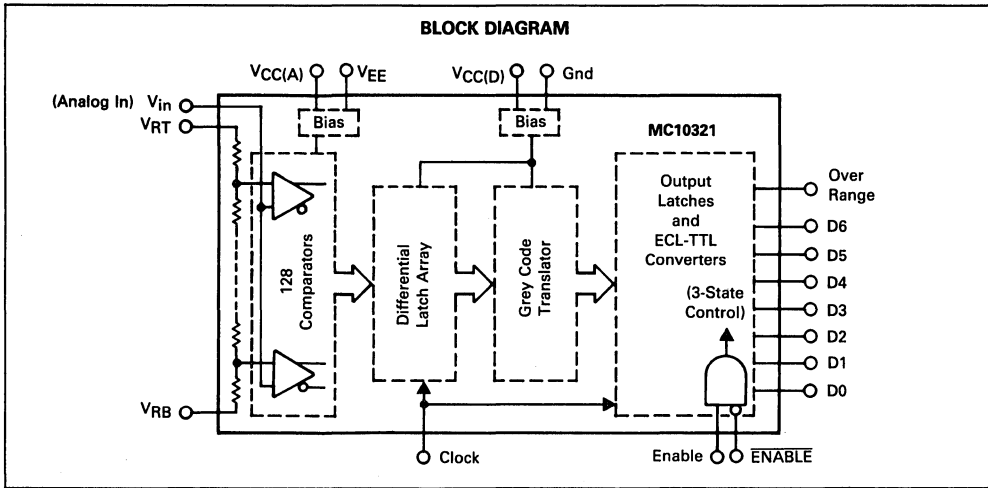 BLOCK DIAGRAM
VCC(A)
VEE
VCC(D)
Gnd
(Analog In) Vin
VRT
Bias
Bias
MC10321
128
Comparators
Differential
Latch Array
Grey Code
Translator
Output
Latches
and
ECL-TTL
Converters
(3-State
Control)
Over
Range
D6
D5
D4
D3
D2
D1
D0
VRB
Clock
Enable
ENABLE